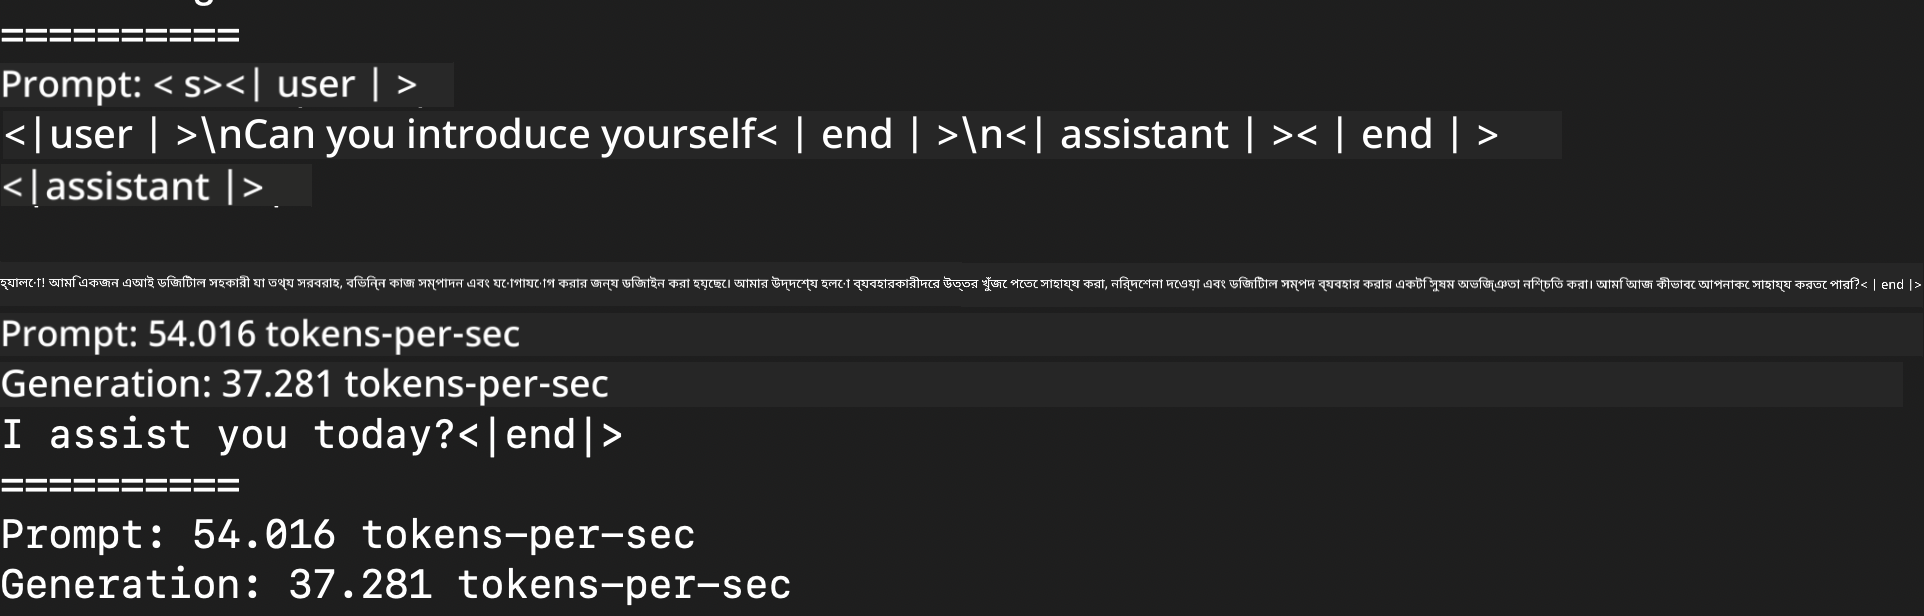 ==========
Prompt: < s><| user | >
<|user | >\nCan you introduce yourself< | end | >\n<| assistant | >< | end | >
<|assistant |>
হ্যালো! আমি একজন এআই ডিজিটাল সহকারী যা তথ্য সরবরাহ, বিভিন্ন কাজ সম্পাদন এবং যোগাযোগ করার জন্য ডিজাইন করা হয়েছে। আমার উদ্দেশ্য হলো ব্যবহারকারীদের উত্তর খুঁজে পেতে সাহায্য করা, নির্দেশনা দেওয়া এবং ডিজিটাল সম্পদ ব্যবহার করার একটি সুষম অভিজ্ঞতা নিশ্চিত করা। আমি আজ কীভাবে আপনাকে সাহায্য করতে পারি?< | end |>
Prompt: 54.016 tokens-per-sec
Generation: 37.281 tokens-per-sec
I assist you today?<|end|>
==========
Prompt: 54.016 tokens-per-sec
Generation: 37.281 tokens-per-sec